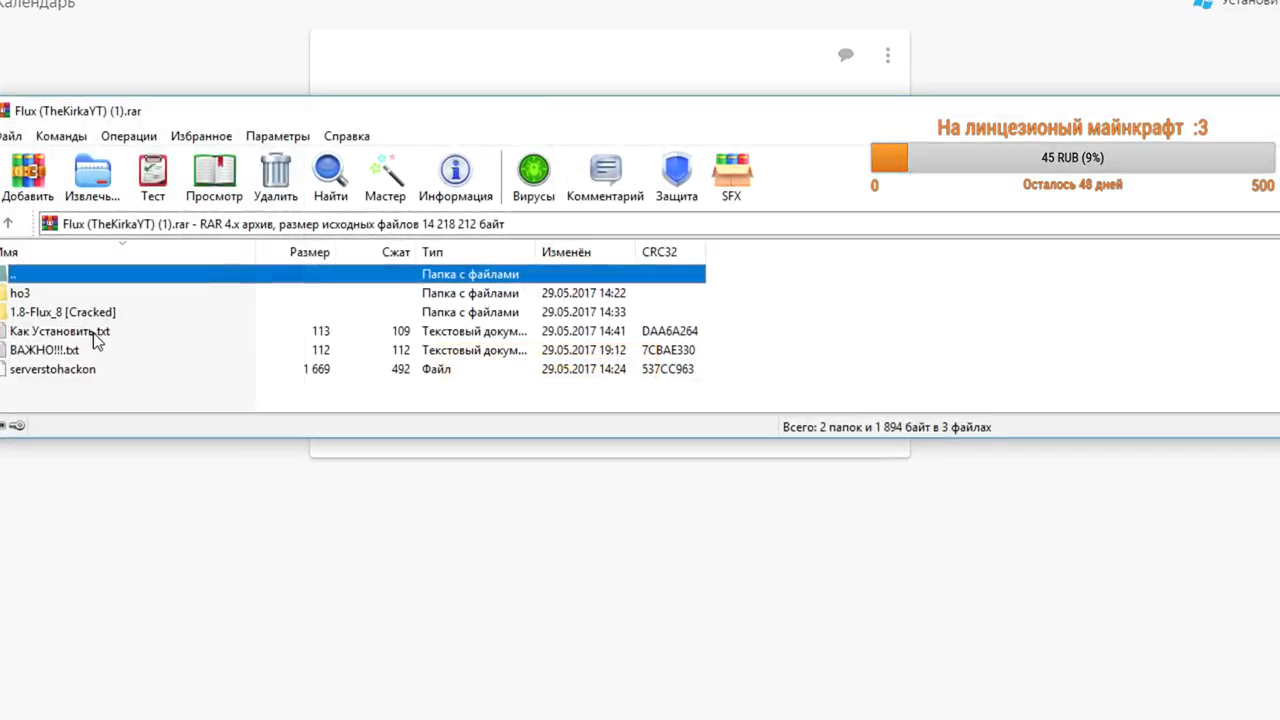 Календарь
Установи
Flux (TheKirkaYT) (1).rar
айл Команды Операции Избранное Параметры Справка
На линцезионый майнкрафт :3
45 RUB (9%)
0 Осталось 48 дней 500
Добавить Извлечь... Тест Просмотр Удалить Найти Мастер Информация Вирусы Комментарий Защита SFX
Flux (TheKirkaYT) (1).rar - RAR 4.x архив, размер исходных файлов 14 218 212 байт
Имя Размер Сжат Тип Изменён CRC32
.. Папка с файлами
ho3 Папка с файлами 29.05.2017 14:22
1.8-Flux_8 [Cracked] Папка с файлами 29.05.2017 14:33
Как Установить.txt 113 109 Текстовый докум... 29.05.2017 14:41 DAA6A264
ВАЖНО!!!.txt 112 112 Текстовый докум... 29.05.2017 19:12 7CBAE330
serverstohackon 1 669 492 Файл 29.05.2017 14:24 537CC963
Всего: 2 папок и 1 894 байт в 3 файлах